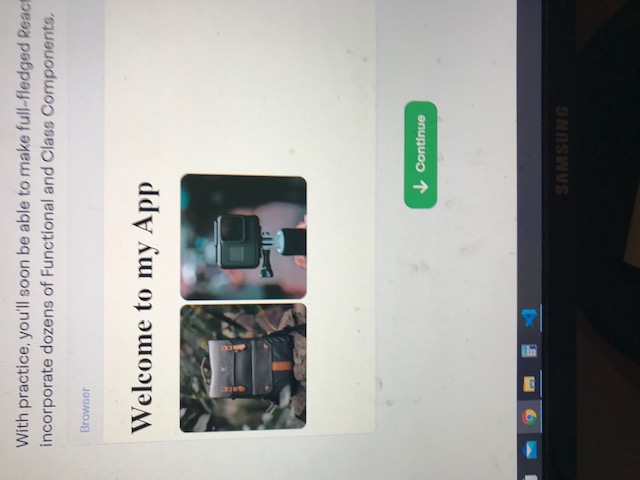 With practice, you'll soon be able to make full-fledged React
incorporate dozens of Functional and Class Components.
Browser
Welcome to my App
Continue
SAMSUNG